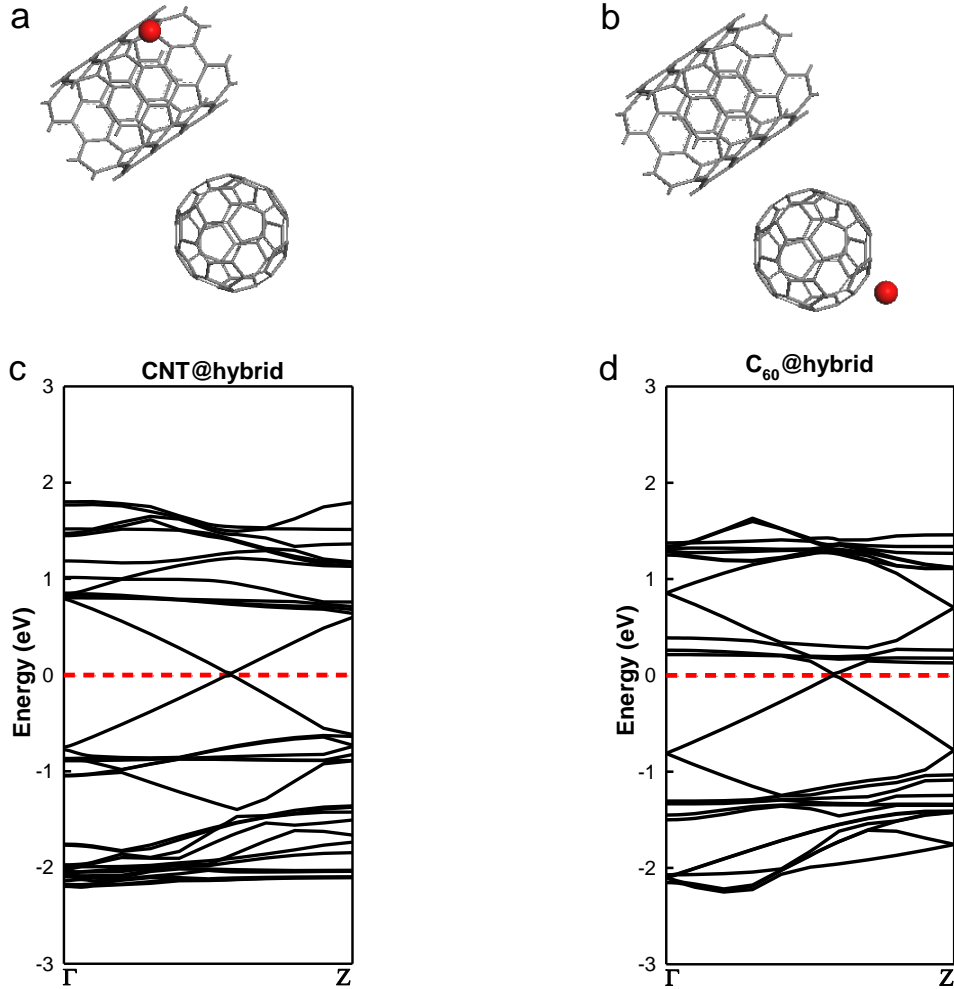 a
b
c
CNT@hybrid
d
C₆₀@hybrid
3
2
1
0
-1
-2
-3
Energy (eV)
Γ
Z
3
2
1
0
-1
-2
-3
Energy (eV)
Γ
Z